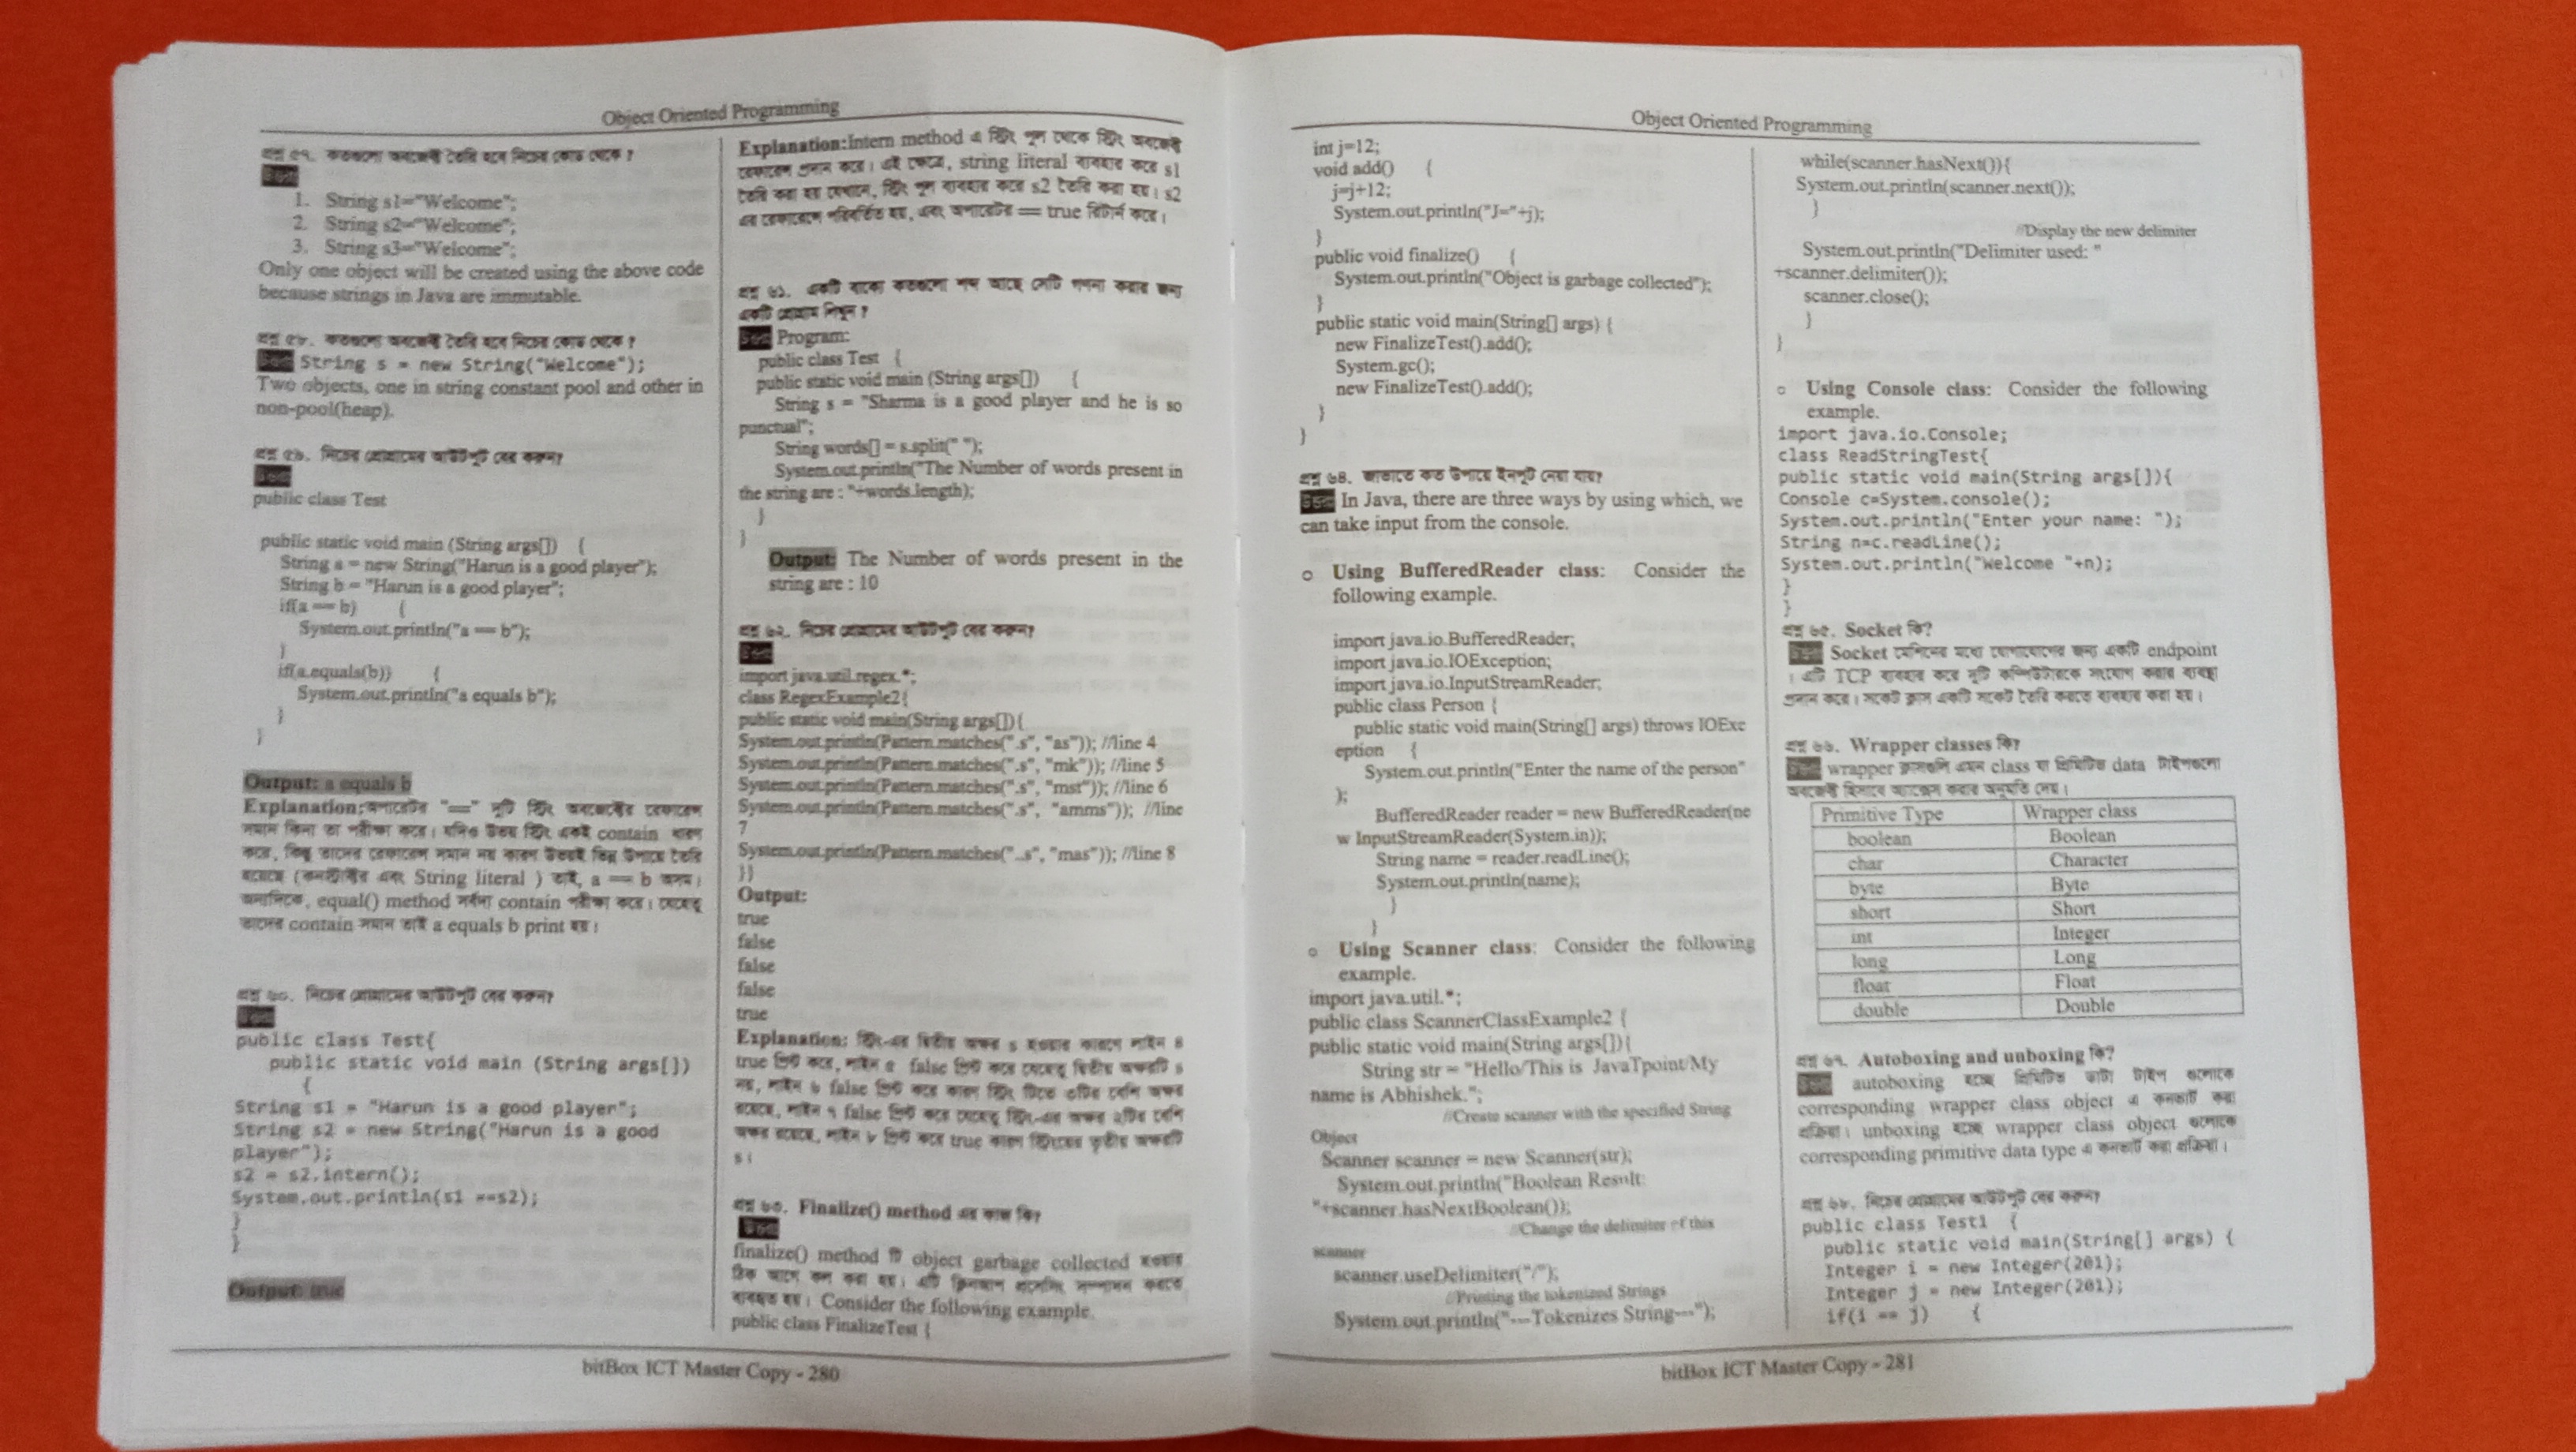 Object Oriented Programming
প্রশ্ন ৫৭. কতগুলো অবজেক্ট তৈরি হবে নিচের কোড থেকে ?
উত্তর
1. String s1="Welcome";
2. String s2="Welcome";
3. String s3="Welcome";
Only one object will be created using the above code
because strings in Java are immutable.
প্রশ্ন ৫৮. কতগুলো অবজেক্ট তৈরি হবে নিচের কোড থেকে ?
উত্তর String s = new String("Welcome");
Two objects, one in string constant pool and other in
non-pool(heap).
প্রশ্ন ৫৯. নিচের প্রোগ্রামের আউটপুট বের করুন?
উত্তর
public class Test
public static void main (String args[]) {
String a = new String("Harun is a good player");
String b = "Harun is a good player";
if(a == b) {
System.out.println("a == b");
}
if(a.equals(b)) {
System.out.println("a equals b");
}
}
Output: a equals b
Explanation:অপারেটর "==" দুটি স্ট্রিং অবজেক্টের রেফারেন্স
সমান কিনা তা পরীক্ষা করে। যদিও উভয় স্ট্রিং একই contain ধারণ
করে, কিন্তু তাদের রেফারেন্স সমান নয় কারণ উভয়ই ভিন্ন উপায়ে তৈরি
হয়েছে (কনস্ট্রাক্টর এবং String literal ) তাই, a == b অসম।
অন্যদিকে, equal() method সর্বদা contain পরীক্ষা করে। যেহেতু
তাদের contain সমান তাই a equals b print হয়।
প্রশ্ন ৬০. নিচের প্রোগ্রামের আউটপুট বের করুন?
উত্তর
public class Test{
public static void main (String args[])
{
String s1 = "Harun is a good player";
String s2 = new String("Harun is a good
player");
s2 = s2.intern();
System.out.println(s1 ==s2);
}
}
Output: true
Explanation:Intern method এ স্ট্রিং পুল থেকে স্ট্রিং অবজেক্ট
রেফারেন্স প্রদান করে। এই ক্ষেত্রে, string literal ব্যবহার করে s1
তৈরি করা হয় যেখানে, স্ট্রিং পুল ব্যবহার করে s2 তৈরি করা হয়। s2
এর রেফারেন্সে পরিবর্তিত হয়, এবং অপারেটর == true রিটার্ন করে।
প্রশ্ন ৬১. একটি বাক্যে কতগুলো শব্দ আছে সেটি গণনা করার জন্য
একটি প্রোগ্রাম লিখুন ?
উত্তর Program:
public class Test {
public static void main (String args[]) {
String s = "Sharma is a good player and he is so
punctual";
String words[] = s.split(" ");
System.out.println("The Number of words present in
the string are : "+words.length);
}
}
Output: The Number of words present in the
string are : 10
প্রশ্ন ৬২. নিচের প্রোগ্রামের আউটপুট বের করুন?
উত্তর
import java.util.regex.*;
class RegexExample2{
public static void main(String args[]){
System.out.println(Pattern.matches(".s", "as")); //line 4
System.out.println(Pattern.matches(".s", "mk")); //line 5
System.out.println(Pattern.matches(".s", "mst")); //line 6
System.out.println(Pattern.matches(".s", "amms")); //line
7
System.out.println(Pattern.matches("..s", "mas")); //line 8
}}
Output:
true
false
false
false
true
Explanation: স্ট্রিং-এর দ্বিতীয় অক্ষর s হওয়ার কারণে লাইন ৪
true প্রিন্ট করে, লাইন ৫ false প্রিন্ট করে যেহেতু দ্বিতীয় অক্ষরটি s
নয়, লাইন ৬ false প্রিন্ট করে কারণ স্ট্রিং টিতে ৩টির বেশি অক্ষর
রয়েছে, লাইন ৭ false প্রিন্ট করে যেহেতু স্ট্রিং-এর অক্ষর ২টির বেশি
অক্ষর রয়েছে, লাইন ৮ প্রিন্ট করে true কারণ স্ট্রিংয়ের তৃতীয় অক্ষরটি
s।
প্রশ্ন ৬৩. Finalize() method এর কাজ কি?
উত্তর
finalize() method টি object garbage collected হওয়ার
ঠিক আগে কল করা হয়। এটি ক্লিনআপ প্রসেসিং সম্পাদন করতে
ব্যবহৃত হয়। Consider the following example.
public class FinalizeTest {
bitBox ICT Master Copy - 280
Object Oriented Programming
int j=12;
void add() {
j=j+12;
System.out.println("J="+j);
}
public void finalize() {
System.out.println("Object is garbage collected");
}
public static void main(String[] args) {
new FinalizeTest().add();
System.gc();
new FinalizeTest().add();
}
}
প্রশ্ন ৬৪. জাভাতে কত উপায়ে ইনপুট নেয়া যায়?
উত্তর In Java, there are three ways by using which, we
can take input from the console.
o Using BufferedReader class: Consider the
following example.
import java.io.BufferedReader;
import java.io.IOException;
import java.io.InputStreamReader;
public class Person {
public static void main(String[] args) throws IOExc
eption {
System.out.println("Enter the name of the person"
);
BufferedReader reader = new BufferedReader(ne
w InputStreamReader(System.in));
String name = reader.readLine();
System.out.println(name);
}
}
o Using Scanner class: Consider the following
example.
import java.util.*;
public class ScannerClassExample2 {
public static void main(String args[]){
String str = "Hello/This is JavaTpoint/My
name is Abhishek.";
//Create scanner with the specified String
Object
Scanner scanner = new Scanner(str);
System.out.println("Boolean Result:
"+scanner.hasNextBoolean());
//Change the delimiter of this
scanner
scanner.useDelimiter("/");
//Printing the tokenized Strings
System.out.println("---Tokenizes String---");
while(scanner.hasNext()){
System.out.println(scanner.next());
}
//Display the new delimiter
System.out.println("Delimiter used: "
+scanner.delimiter());
scanner.close();
}
}
o Using Console class: Consider the following
example.
import java.io.Console;
class ReadStringTest{
public static void main(String args[]){
Console c=System.console();
System.out.println("Enter your name: ");
String n=c.readLine();
System.out.println("Welcome "+n);
}
}
প্রশ্ন ৬৫. Socket কি?
উত্তর Socket মেশিনের মধ্যে যোগাযোগের জন্য একটি endpoint
। এটি TCP ব্যবহার করে দুটি কম্পিউটারকে সংযোগ করার ব্যবস্থা
প্রদান করে। সকেট ক্লাস একটি সকেট তৈরি করতে ব্যবহার করা হয়।
প্রশ্ন ৬৬. Wrapper classes কি?
উত্তর wrapper ক্লাসগুলি এমন class যা প্রিমিটিভ data টাইপগুলো
অবজেক্ট হিসাবে অ্যাক্সেস করার অনুমতি দেয়।
Primitive Type Wrapper class
boolean Boolean
char Character
byte Byte
short Short
int Integer
long Long
float Float
double Double
প্রশ্ন ৬৭. Autoboxing and unboxing কি?
উত্তর autoboxing হচ্ছে প্রিমিটিভ ডাটা টাইপ গুলোকে
corresponding wrapper class object এ কনভার্ট করা
প্রক্রিয়া। unboxing হচ্ছে wrapper class object গুলোকে
corresponding primitive data type এ কনভার্ট করা প্রক্রিয়া।
প্রশ্ন ৬৮. নিচের প্রোগ্রামের আউটপুট বের করুন?
public class Test1 {
public static void main(String[] args) {
Integer i = new Integer(201);
Integer j = new Integer(201);
if(i == j) {
bitBox ICT Master Copy - 281